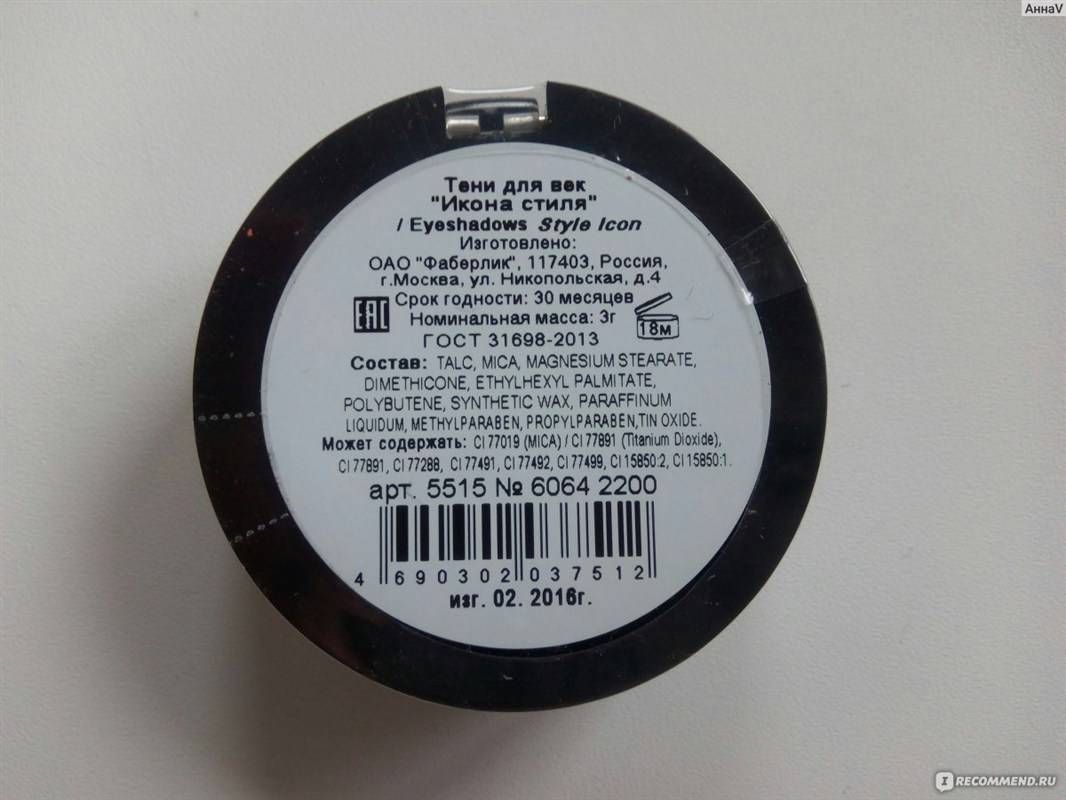 АннаV
Тени для век
"Икона стиля"
/ Eyeshadows Style Icon
Изготовлено:
ОАО "Фаберлик", 117403, Россия,
г.Москва, ул. Никопольская, д.4
Срок годности: 30 месяцев
EAC
Номинальная масса: 3г
18м
ГОСТ 31698-2013
Состав: TALC, MICA, MAGNESIUM STEARATE,
DIMETHICONE, ETHYLHEXYL PALMITATE,
POLYBUTENE, SYNTHETIC WAX, PARAFFINUM
LIQUIDUM, METHYLPARABEN, PROPYLPARABEN,TIN OXIDE.
Может содержать: CI 77019 (MICA) / CI 77891 (Titanium Dioxide),
CI 77891, CI 77288, CI 77491, CI 77492, CI 77499, CI 15850:2, CI 15850:1.
арт. 5515 № 6064 2200
4 690302 037512
изг. 02. 2016г.
IRECOMMEND.RU